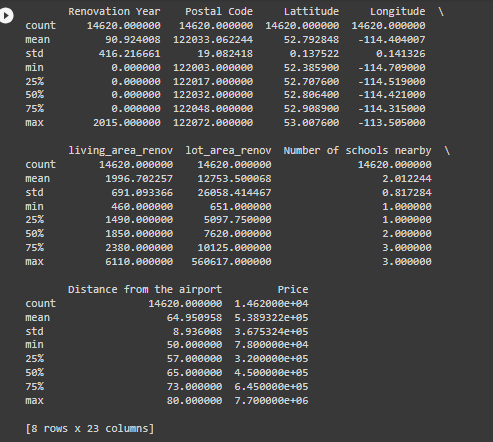 Renovation Year Postal Code Lattitude Longitude \
count 14620.000000 14620.000000 14620.000000 14620.000000
mean 90.924008 122033.062244 52.792848 -114.404007
std 416.216661 19.082418 0.137522 0.141326
min 0.000000 122003.000000 52.385900 -114.709000
25% 0.000000 122017.000000 52.707600 -114.519000
50% 0.000000 122032.000000 52.806400 -114.421000
75% 0.000000 122048.000000 52.908900 -114.315000
max 2015.000000 122072.000000 53.007600 -113.505000
living_area_renov lot_area_renov Number of schools nearby \
count 14620.000000 14620.000000 14620.000000
mean 1996.702257 12753.500068 2.012244
std 691.093366 26058.414467 0.817284
min 460.000000 651.000000 1.000000
25% 1490.000000 5097.750000 1.000000
50% 1850.000000 7620.000000 2.000000
75% 2380.000000 10125.000000 3.000000
max 6110.000000 560617.000000 3.000000
Distance from the airport Price
count 14620.000000 1.462000e+04
mean 64.950958 5.389322e+05
std 8.936008 3.675324e+05
min 50.000000 7.800000e+04
25% 57.000000 3.200000e+05
50% 65.000000 4.500000e+05
75% 73.000000 6.450000e+05
max 80.000000 7.700000e+06
[8 rows x 23 columns]